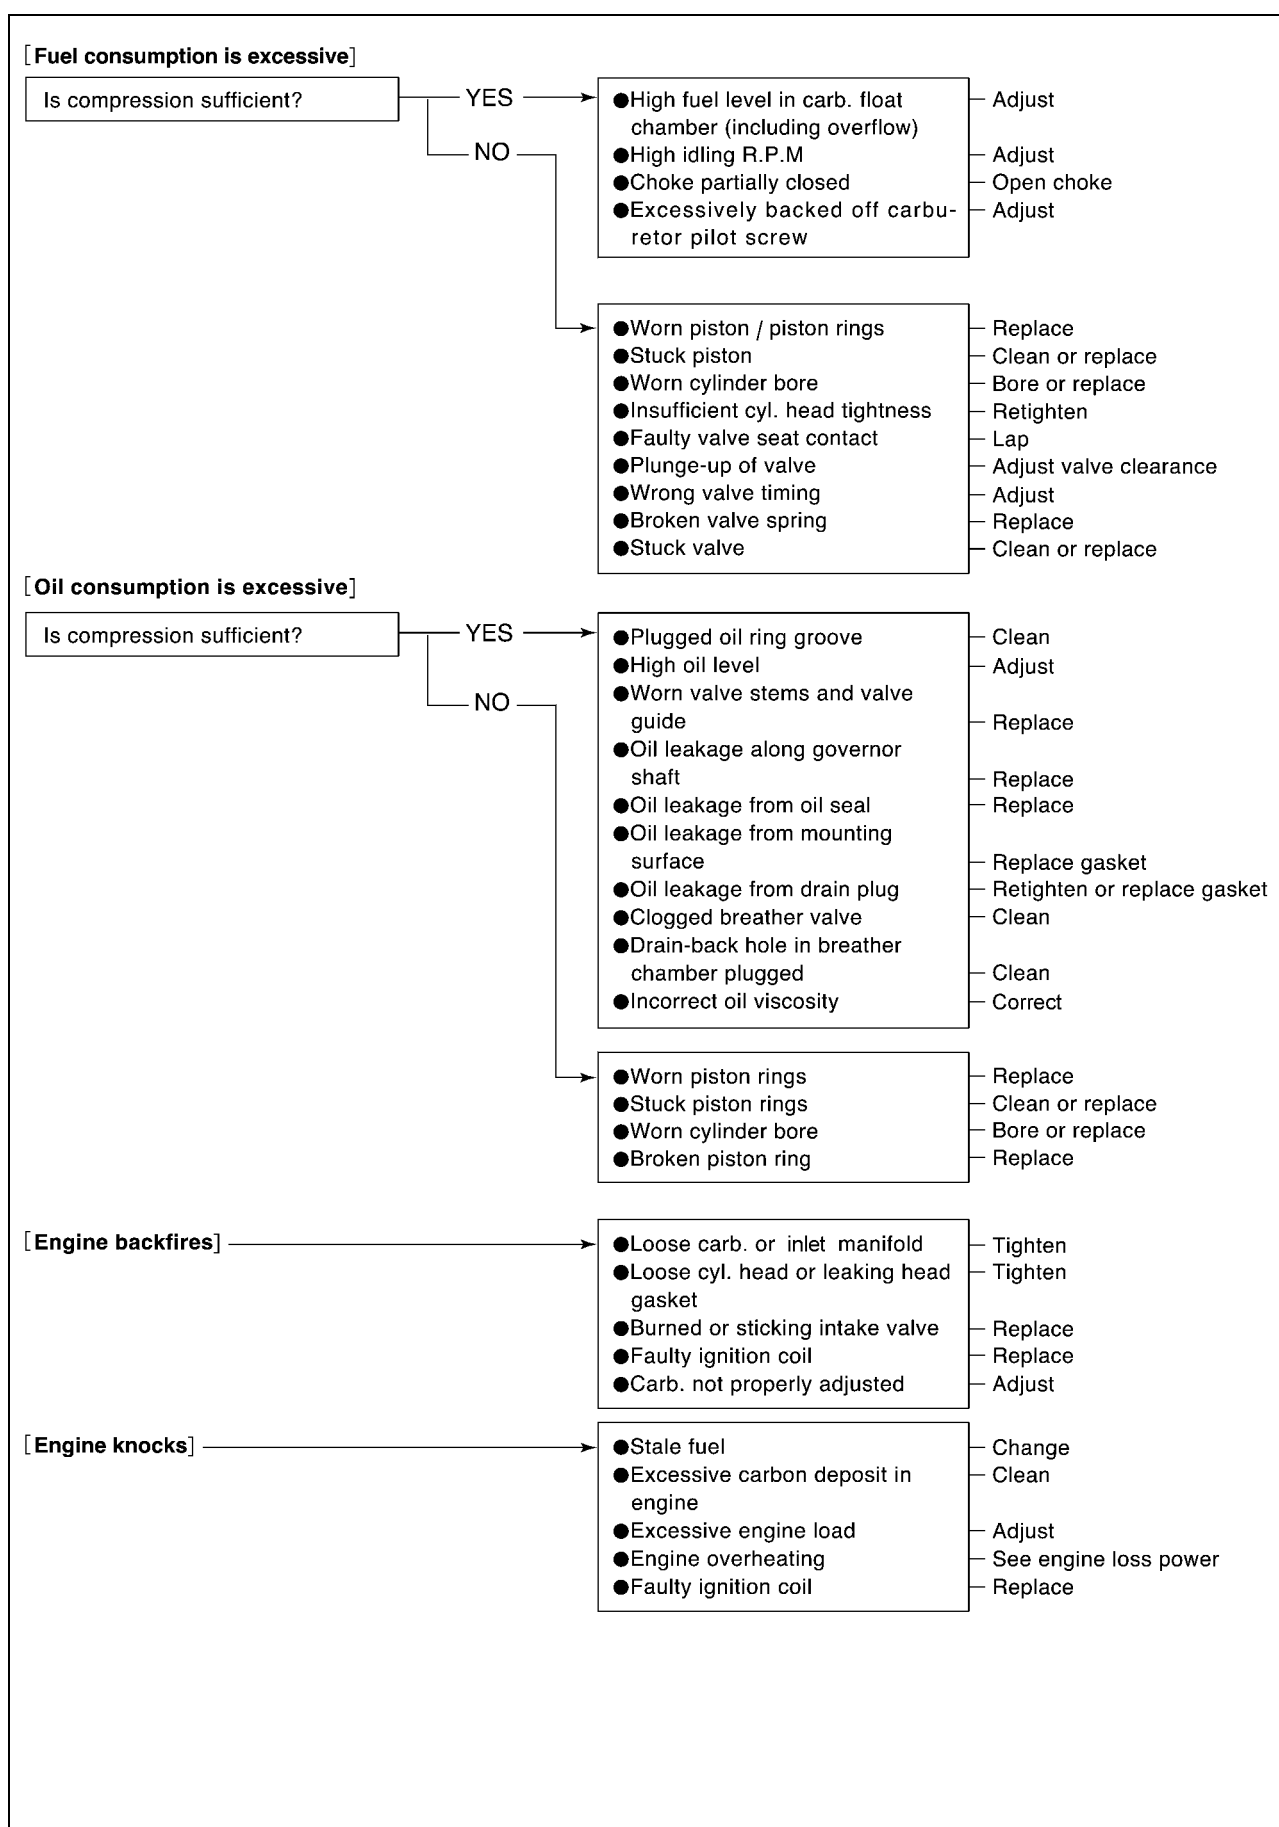 [Fuel consumption is excessive]
Is compression sufficient?
YES
NO
●High fuel level in carb. float
chamber (including overflow)
Adjust
●High idling R.P.M
Adjust
●Choke partially closed
Open choke
●Excessively backed off carbu-
retor pilot screw
Adjust
●Worn piston / piston rings
Replace
●Stuck piston
Clean or replace
●Worn cylinder bore
Bore or replace
●Insufficient cyl. head tightness
Retighten
●Faulty valve seat contact
Lap
●Plunge-up of valve
Adjust valve clearance
●Wrong valve timing
Adjust
●Broken valve spring
Replace
●Stuck valve
Clean or replace
[Oil consumption is excessive]
Is compression sufficient?
YES
NO
●Plugged oil ring groove
Clean
●High oil level
Adjust
●Worn valve stems and valve
guide
Replace
●Oil leakage along governor
shaft
Replace
●Oil leakage from oil seal
Replace
●Oil leakage from mounting
surface
Replace gasket
●Oil leakage from drain plug
Retighten or replace gasket
●Clogged breather valve
Clean
●Drain-back hole in breather
chamber plugged
Clean
●Incorrect oil viscosity
Correct
●Worn piston rings
Replace
●Stuck piston rings
Clean or replace
●Worn cylinder bore
Bore or replace
●Broken piston ring
Replace
[Engine backfires]
●Loose carb. or inlet manifold
Tighten
●Loose cyl. head or leaking head
gasket
Tighten
●Burned or sticking intake valve
Replace
●Faulty ignition coil
Replace
●Carb. not properly adjusted
Adjust
[Engine knocks]
●Stale fuel
Change
●Excessive carbon deposit in
engine
Clean
●Excessive engine load
Adjust
●Engine overheating
See engine loss power
●Faulty ignition coil
Replace